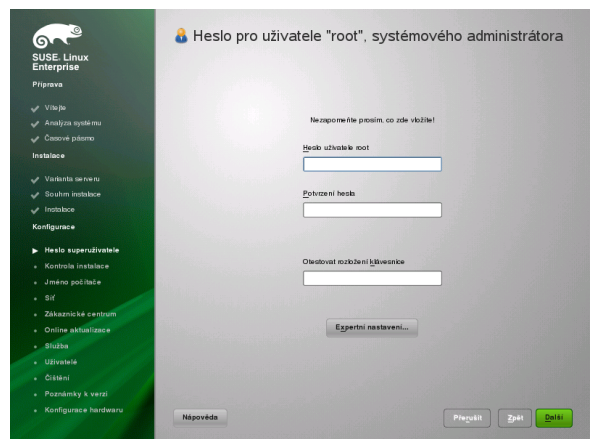 SUSE. Linux
Enterprise
Příprava
Vítejte
Analýza systému
Časové pásmo
Instalace
Varianta serveru
Souhrn instalace
Instalace
Konfigurace
Heslo superuživatele
Kontrola instalace
Jméno počítače
Síť
Zákaznické centrum
Online aktualizace
Služba
Uživatelé
Čištění
Poznámky k verzi
Konfigurace hardwaru
Heslo pro uživatele "root", systémového administrátora
Nezapomeňte prosím, co zde vložíte!
Heslo uživatele root
Potvrzení hesla
Otestovat rozložení klávesnice
Expertní nastavení...
Nápověda
Přerušit
Zpět
Další